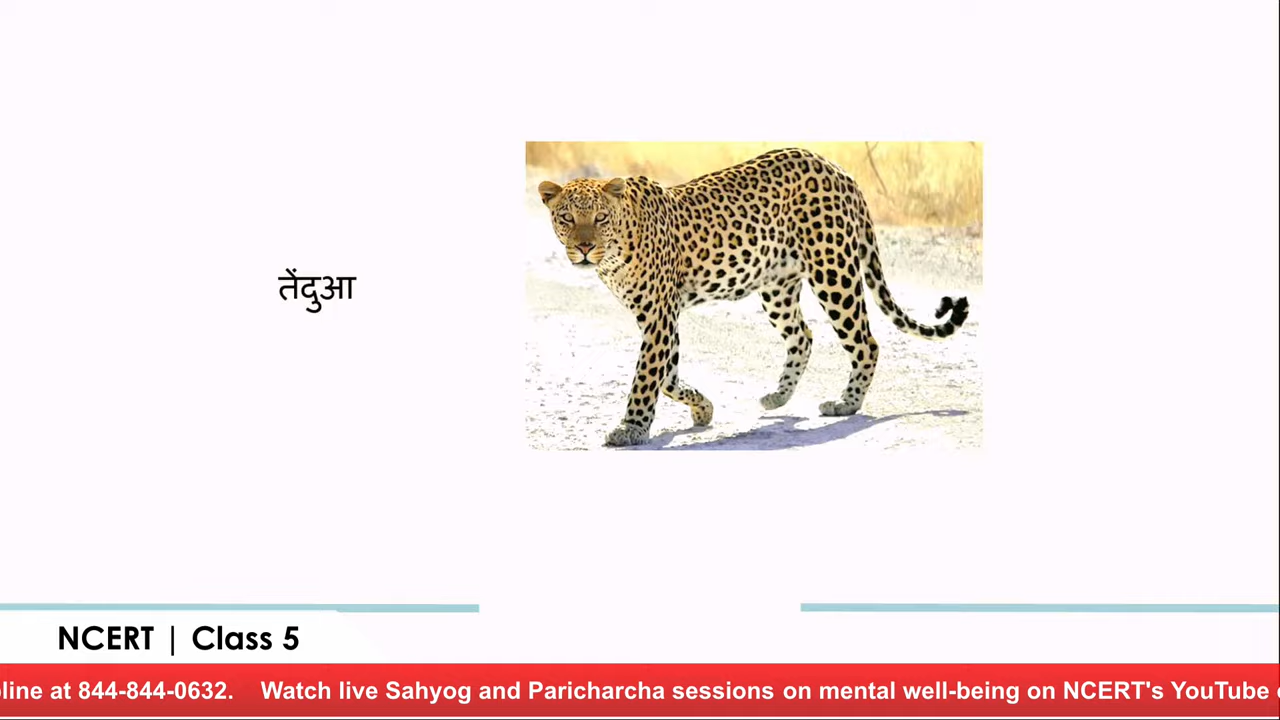 तेंदुआ
NCERT | Class 5
line at 844-844-0632. Watch live Sahyog and Paricharcha sessions on mental well-being on NCERT's YouTube